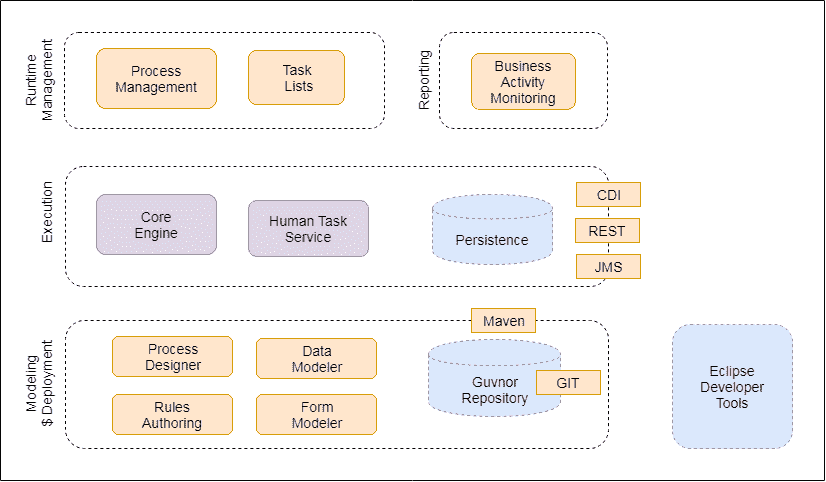 Runtime
Management
Process
Management
Task
Lists
Reporting
Business
Activity
Monitoring
Execution
Core
Engine
Human Task
Service
Persistence
CDI
REST
JMS
Modeling
$ Deployment
Process
Designer
Data
Modeler
Rules
Authoring
Form
Modeler
Maven
Guvnor
Repository
GIT
Eclipse
Developer
Tools